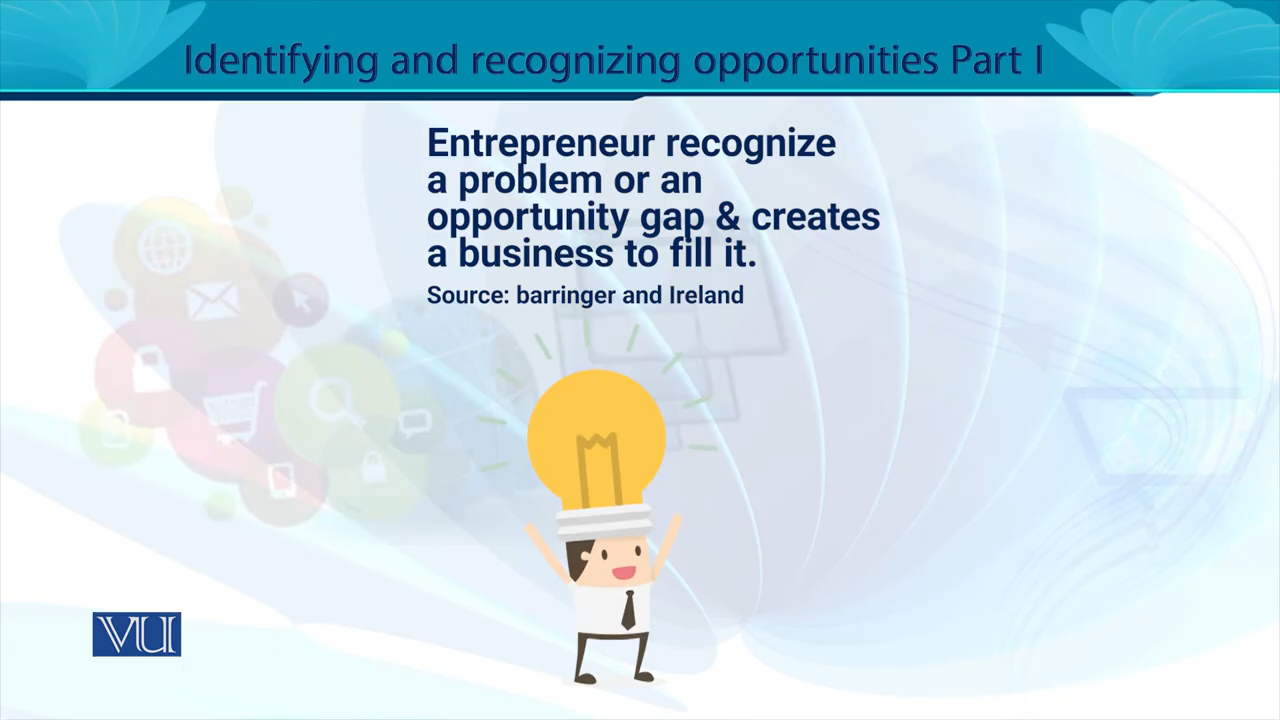 Identifying and recognizing opportunities Part I
Entrepreneur recognize
a problem or an
opportunity gap & creates
a business to fill it.
Source: barringer and Ireland
VU